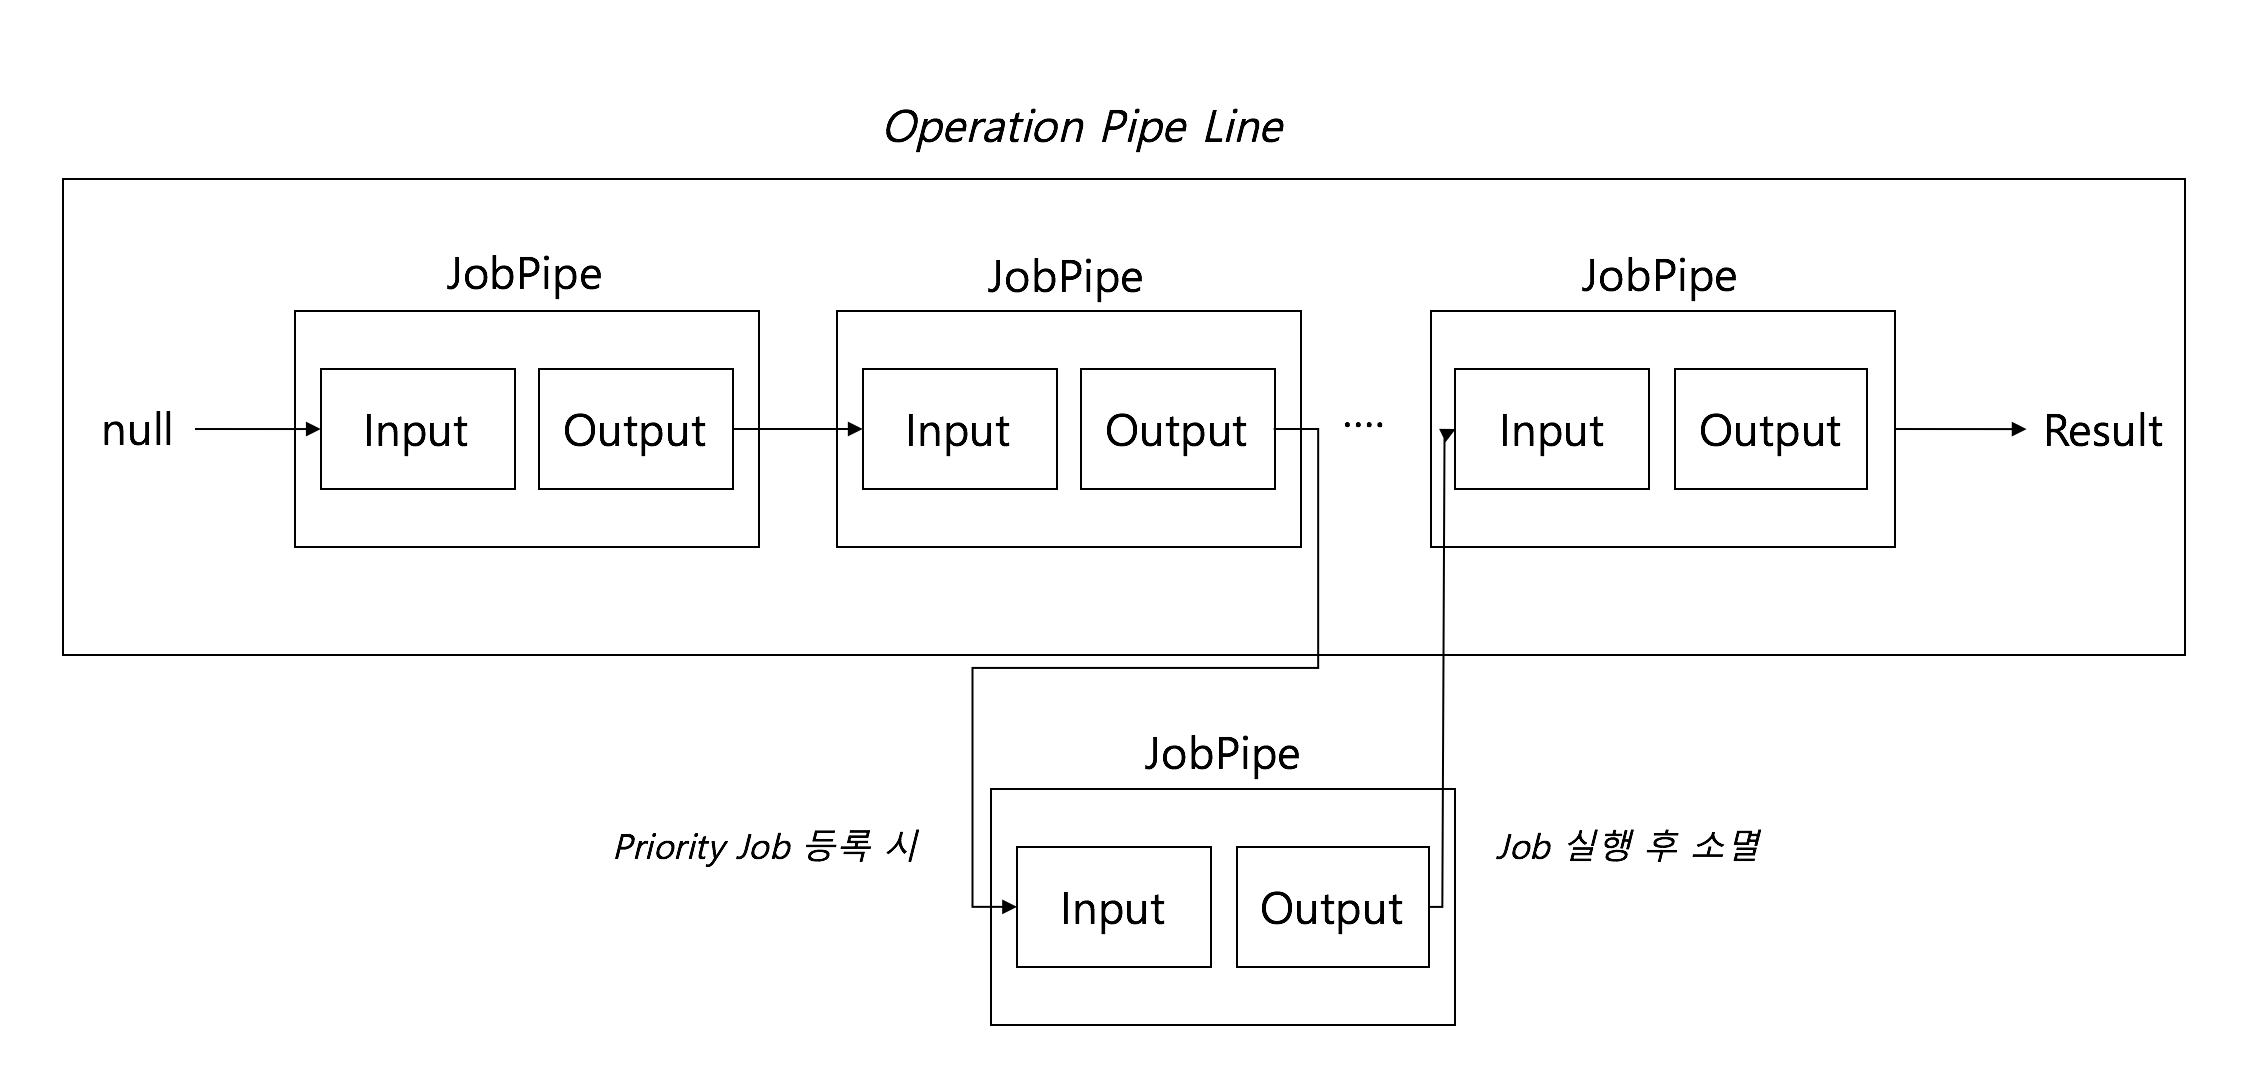 Operation Pipe Line
JobPipe
JobPipe
JobPipe
null
Input
Output
Input
Output
....
Input
Output
Result
JobPipe
Priority Job 등록 시
Job 실행 후 소멸
Input
Output